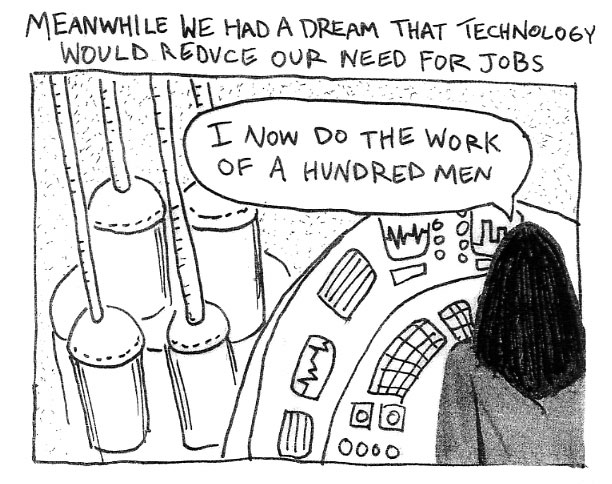 MEANWHILE WE HAD A DREAM THAT TECHNOLOGY
WOULD REDUCE OUR NEED FOR JOBS
I NOW DO THE WORK
OF A HUNDRED MEN